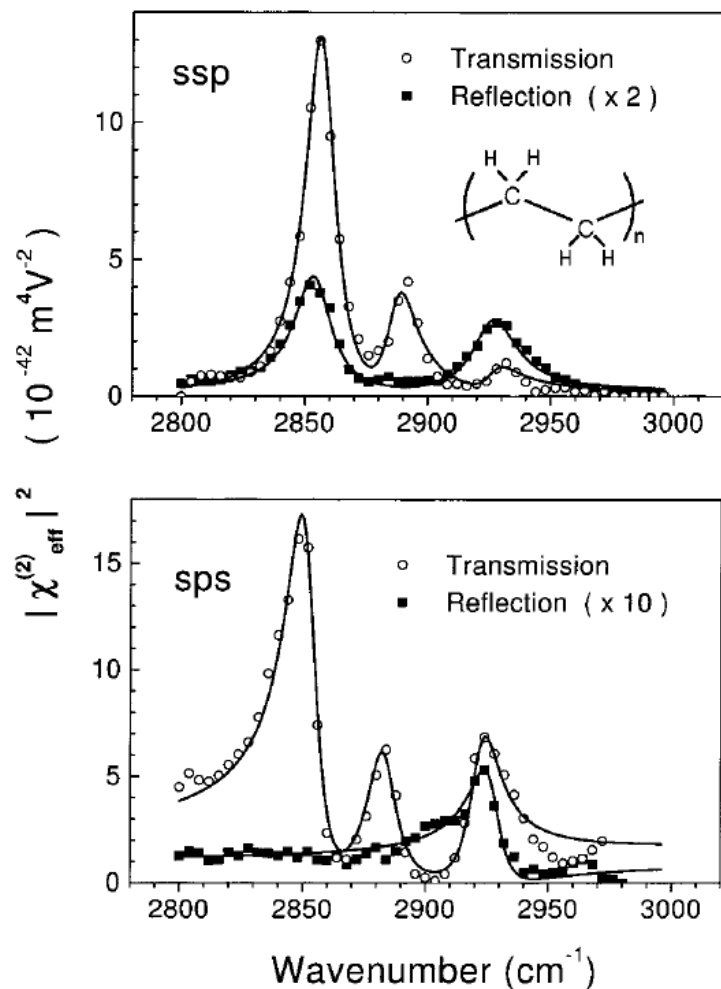 ssp
Transmission
Reflection ( x 2 )
H H
C
C
H H
n
10
5
0
2800 2850 2900 2950 3000
| χ(2)eff | 2 ( 10-42 m4V-2 )
sps
Transmission
Reflection ( x 10 )
15
10
5
0
2800 2850 2900 2950 3000
Wavenumber (cm-1)